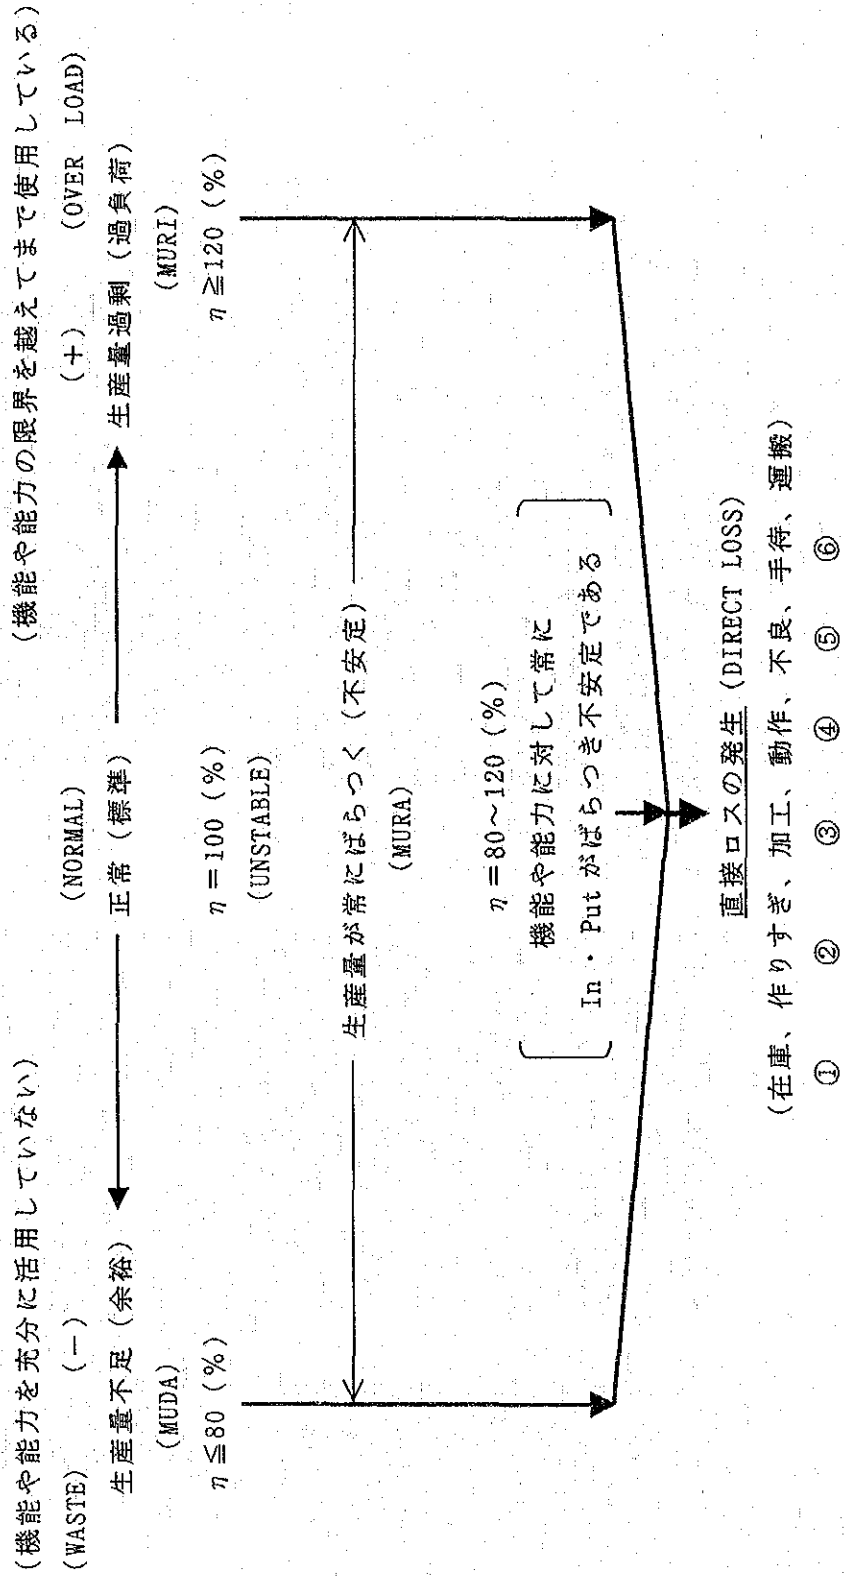 (機能や能力を充分に活用していない) (機能や能力の限界を越えてまで使用している)
(WASTE) (−) (NORMAL) (+) (OVER LOAD)
生産量不足 (余裕) 正常 (標準) 生産量過剰 (過負荷)
(MUDA) (MURI)
η≦80 (%) η=100 (%) η≧120 (%)
(UNSTABLE)
生産量が常にばらつく (不安定)
(MURA)
η=80~120 (%)
機能や能力に対して常に
In・Put がばらつき不安定である
直接ロスの発生 (DIRECT LOSS)
(在庫、作りすぎ、加工、動作、不良、手待、運搬)
① ② ③ ④ ⑤ ⑥